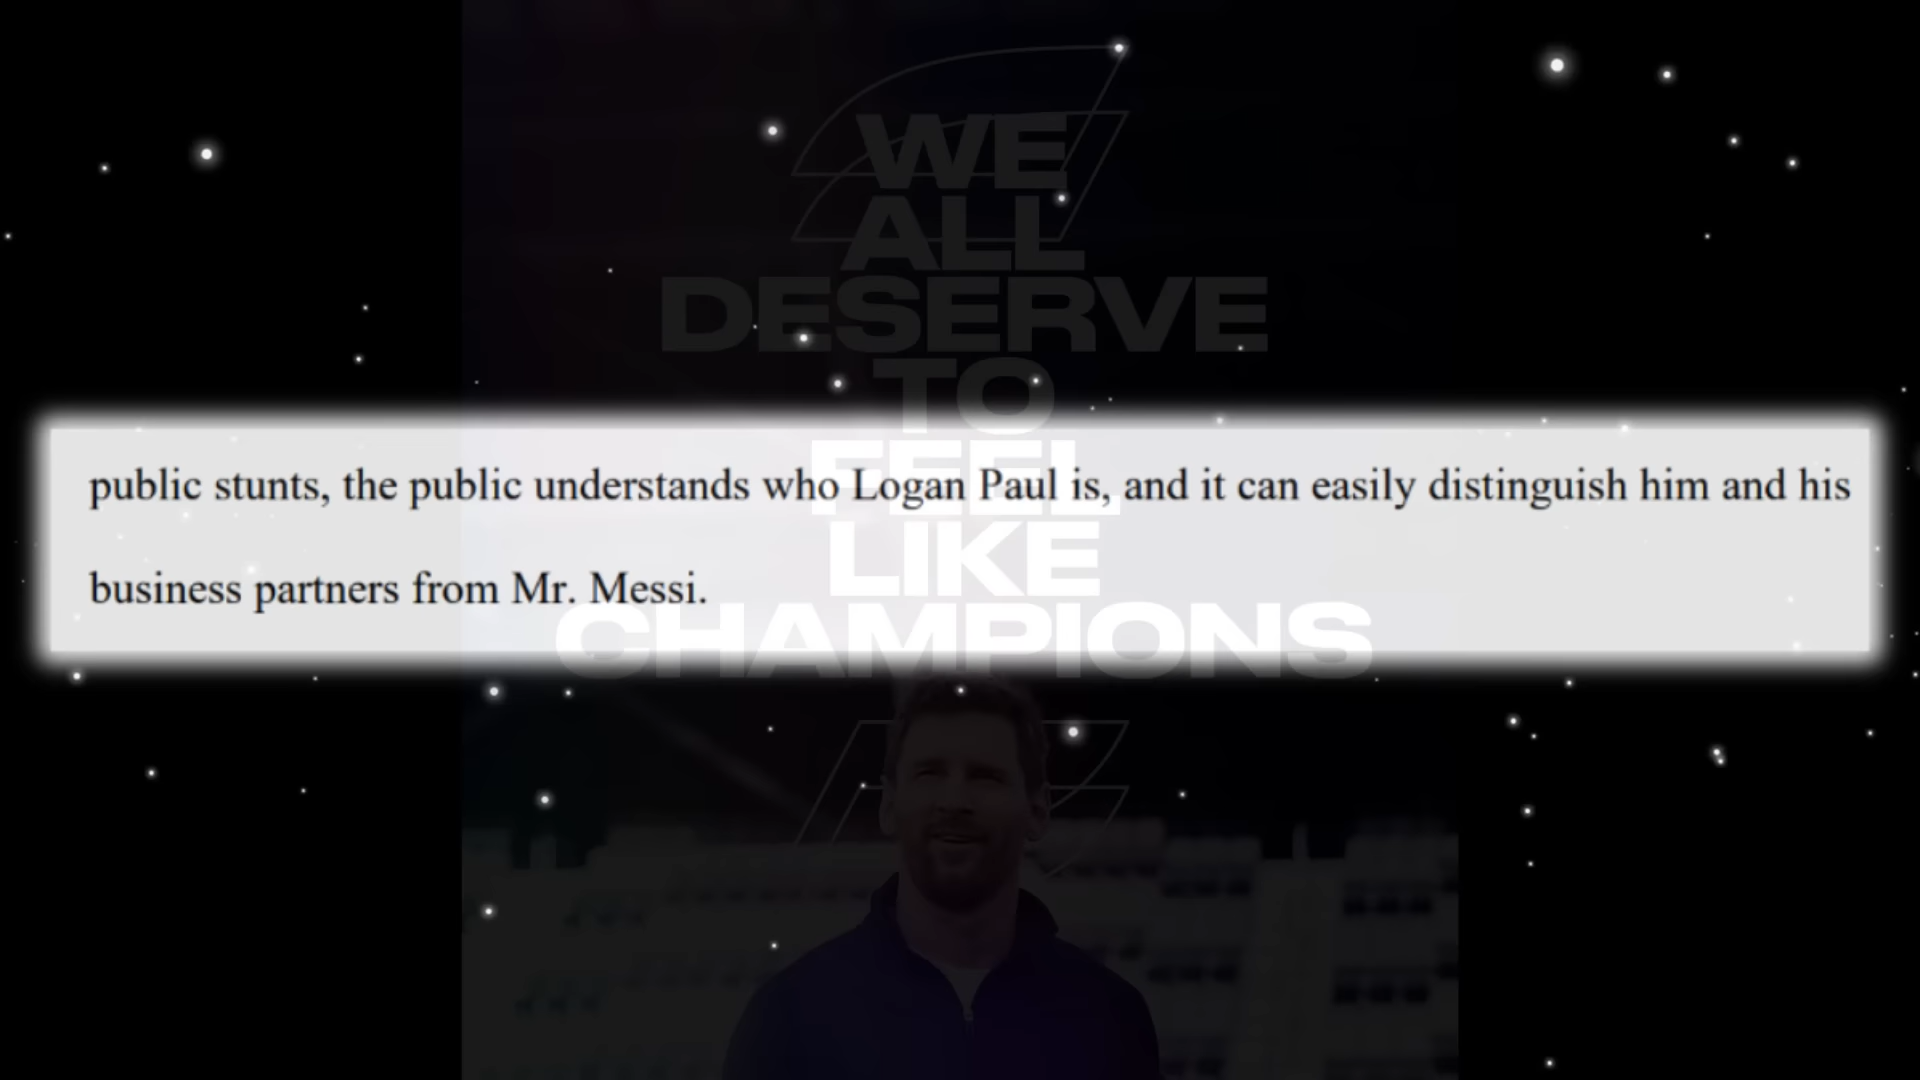 WE
ALL
DESERVE
TO
FEEL
public stunts, the public understands who Logan Paul is, and it can easily distinguish him and his
LIKE
business partners from Mr. Messi.
CHAMPIONS